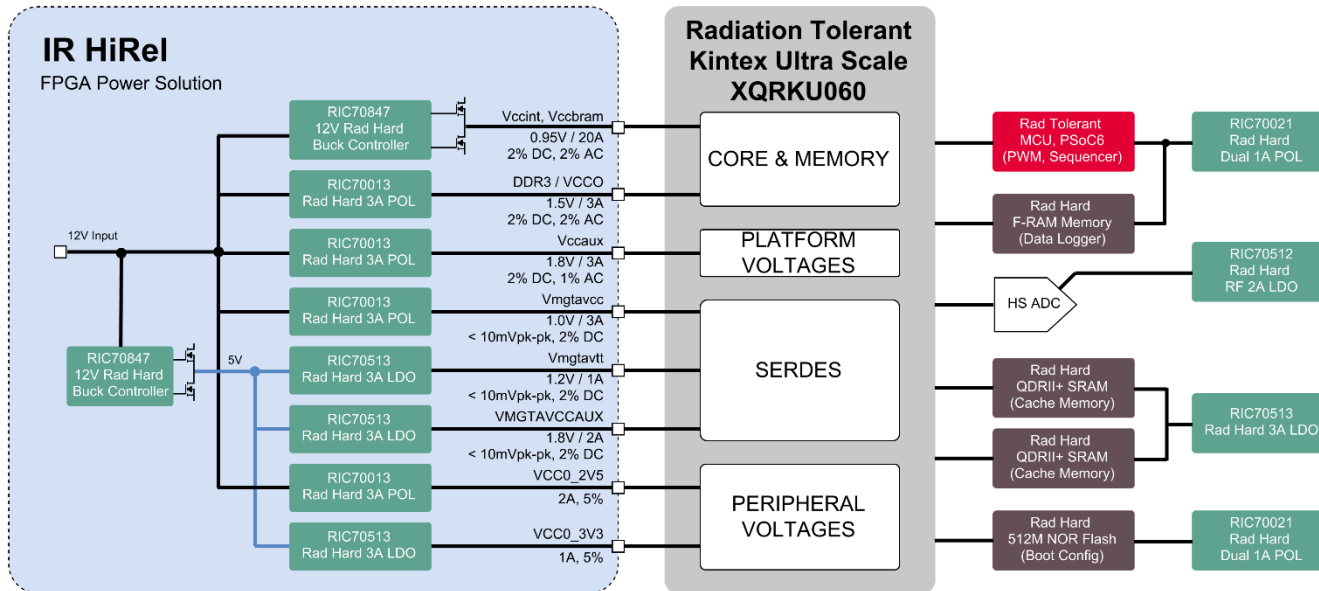 IR HiRel
FPGA Power Solution
12V Input
RIC70847
12V Rad Hard
Buck Controller
5V
RIC70847
12V Rad Hard
Buck Controller
RIC70013
Rad Hard 3A POL
RIC70013
Rad Hard 3A POL
RIC70013
Rad Hard 3A POL
RIC70513
Rad Hard 3A LDO
RIC70513
Rad Hard 3A LDO
RIC70013
Rad Hard 3A POL
RIC70513
Rad Hard 3A LDO
Vccint, Vccbram
0.95V / 20A
2% DC, 2% AC
DDR3 / VCCO
1.5V / 3A
2% DC, 2% AC
Vccaux
1.8V / 3A
2% DC, 1% AC
Vmgtavcc
1.0V / 3A
< 10mVpk-pk, 2% DC
Vmgtavtt
1.2V / 1A
< 10mVpk-pk, 2% DC
VMGTAVCCAUX
1.8V / 2A
< 10mVpk-pk, 2% DC
VCC0_2V5
2A, 5%
VCC0_3V3
1A, 5%
Radiation Tolerant
Kintex Ultra Scale
XQRKU060
CORE & MEMORY
PLATFORM
VOLTAGES
SERDES
PERIPHERAL
VOLTAGES
Rad Tolerant
MCU, PSoC6
(PWM, Sequencer)
Rad Hard
F-RAM Memory
(Data Logger)
HS ADC
Rad Hard
QDRII+ SRAM
(Cache Memory)
Rad Hard
QDRII+ SRAM
(Cache Memory)
Rad Hard
512M NOR Flash
(Boot Config)
RIC70021
Rad Hard
Dual 1A POL
RIC70512
Rad Hard
RF 2A LDO
RIC70513
Rad Hard 3A LDO
RIC70021
Rad Hard
Dual 1A POL